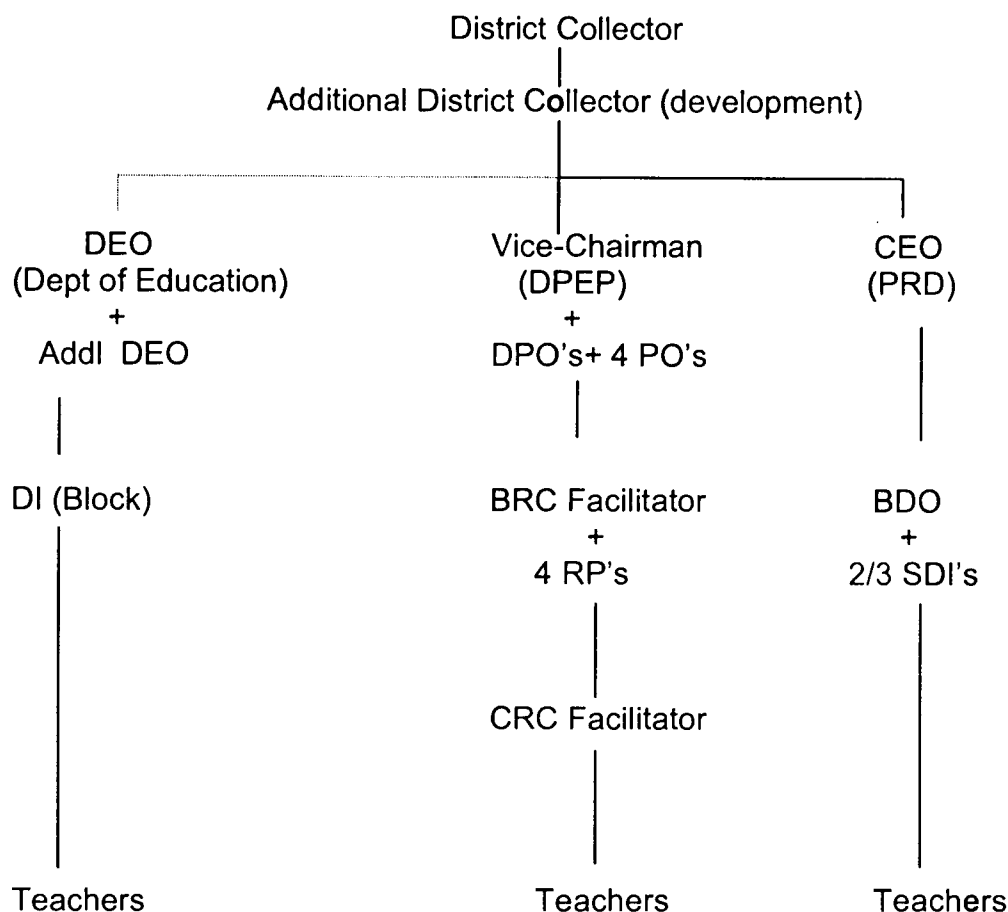 District Collector
Additional District Collector (development)
DEO
(Dept of Education)
+
Addl DEO
Vice-Chairman
(DPEP)
+
DPO's+ 4 PO's
CEO
(PRD)
DI (Block)
BRC Facilitator
+
4 RP's
BDO
+
2/3 SDI's
CRC Facilitator
Teachers
Teachers
Teachers